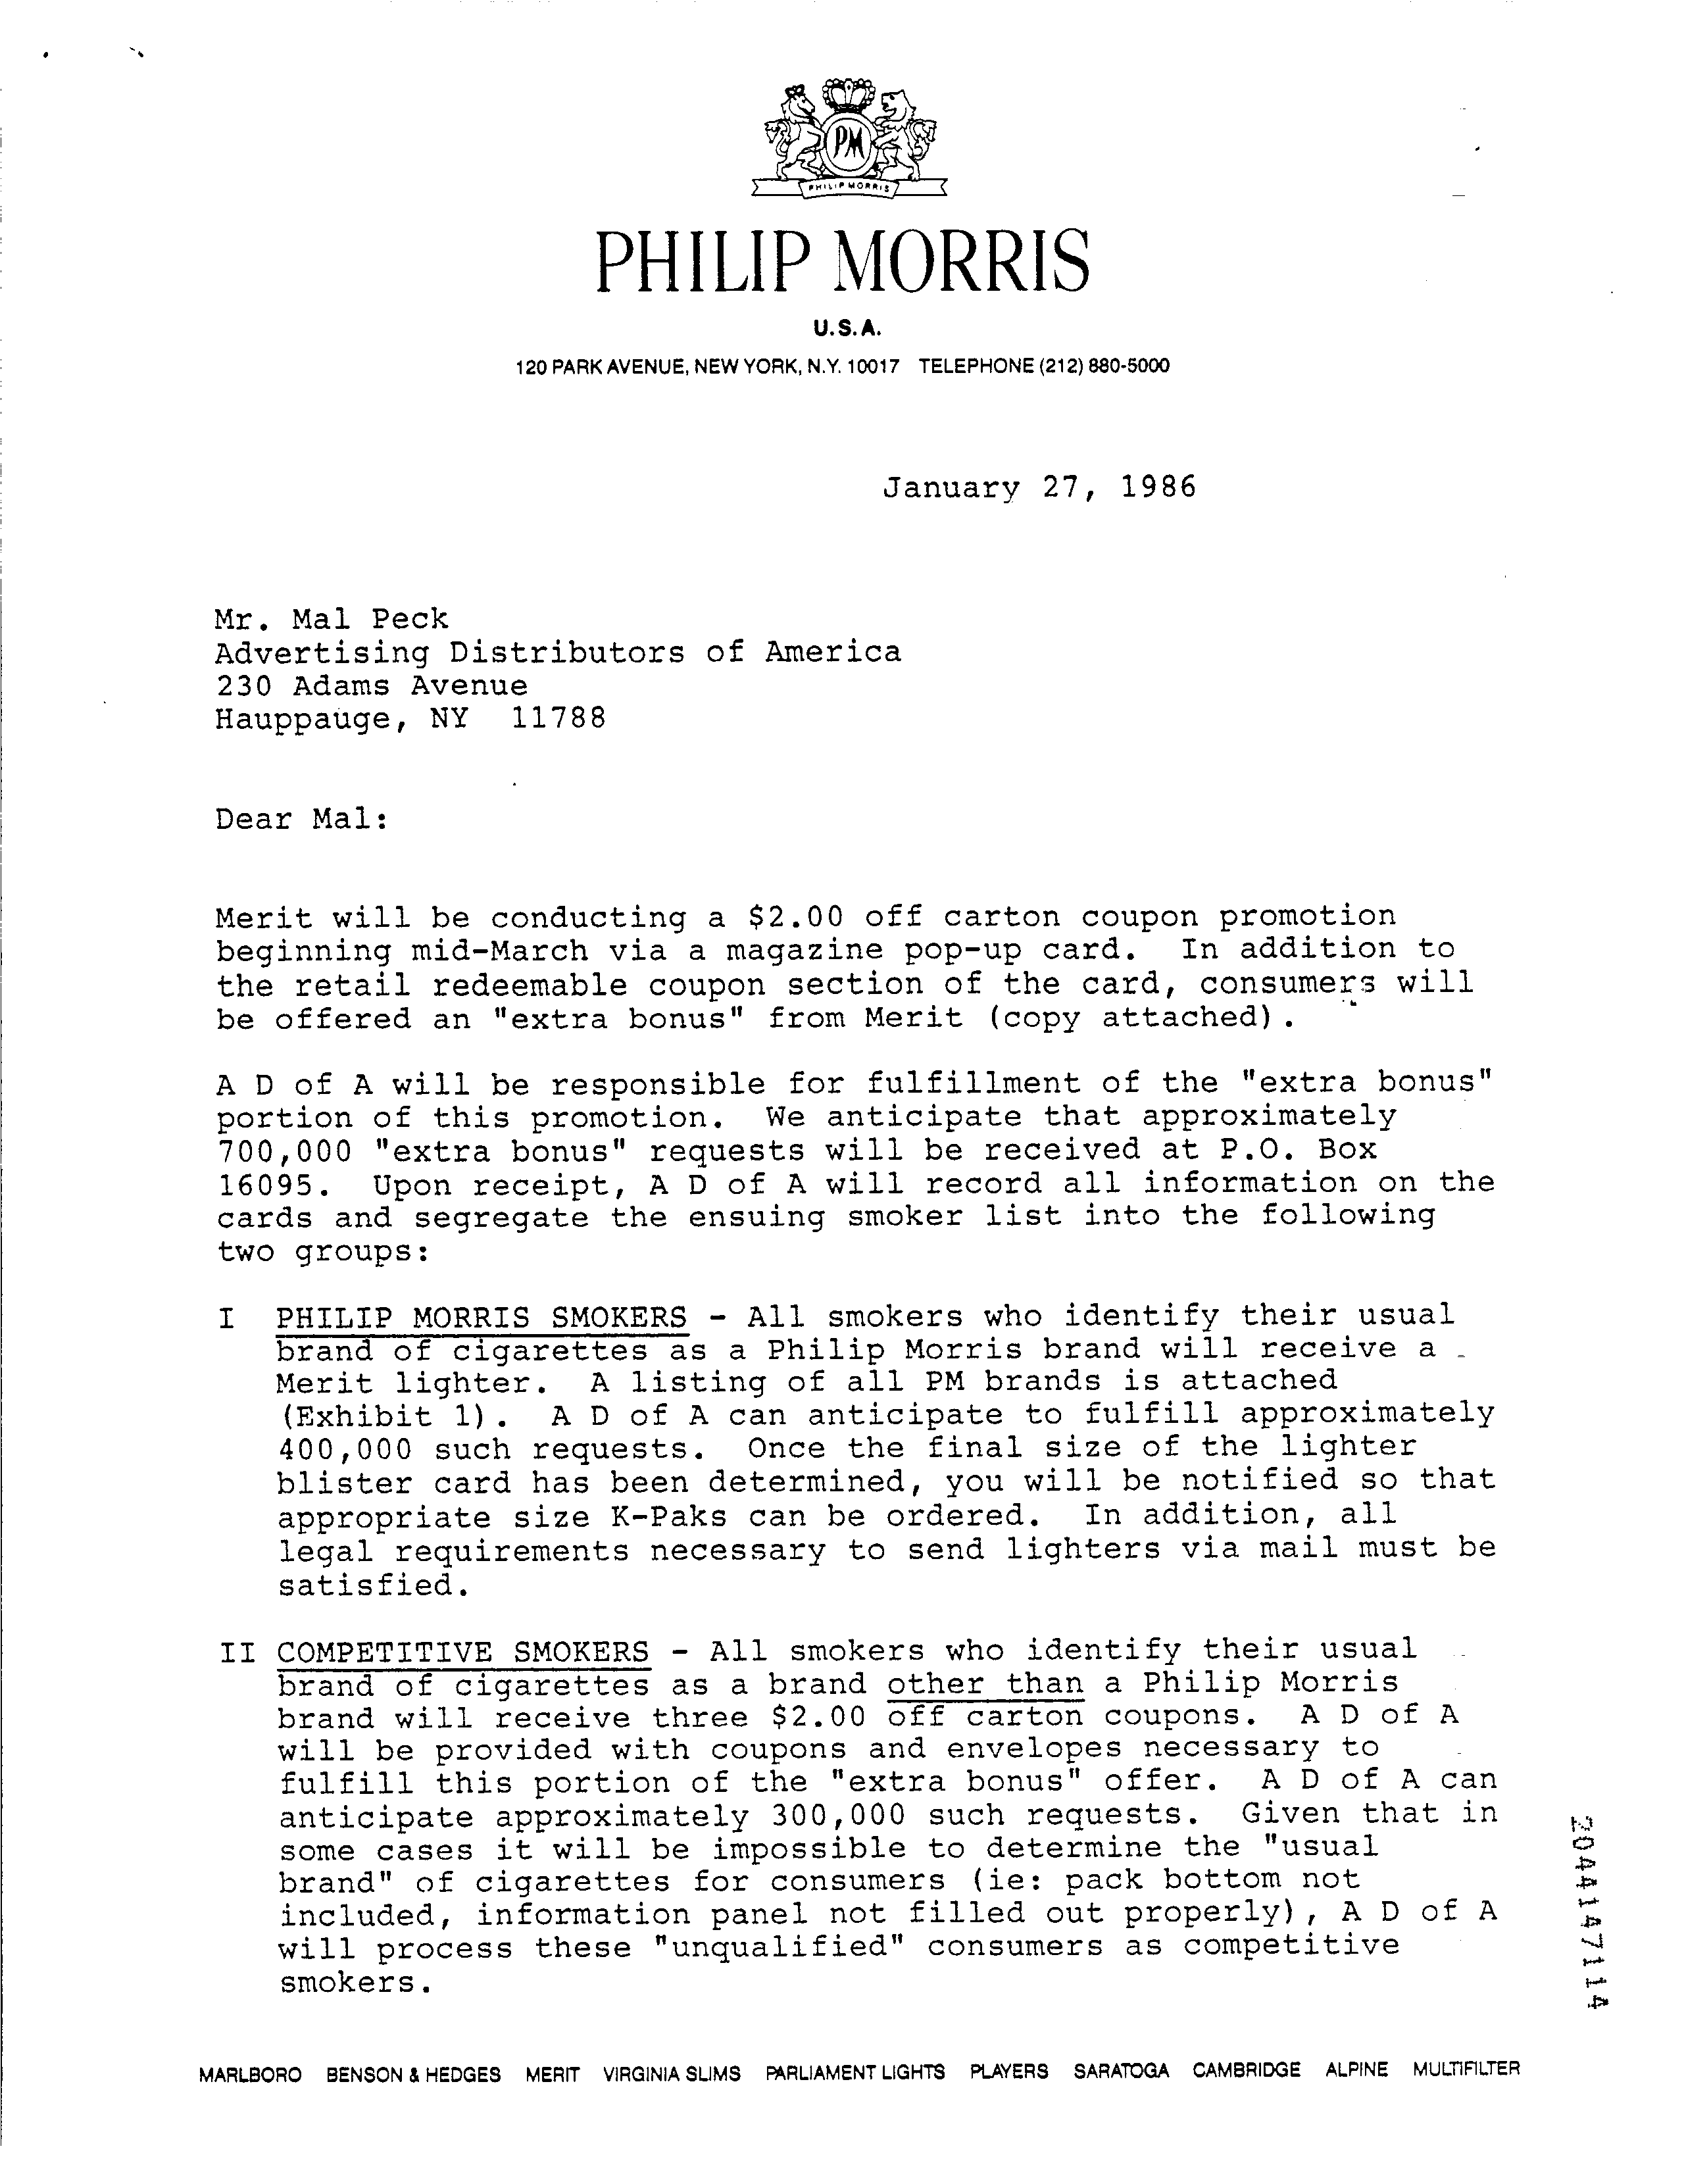 PM
PHILIP MORRIS
PHILIP MORRIS
U.S.A.
120 PARK AVENUE, NEW YORK, N.Y. 10017 TELEPHONE (212) 880-5000
January 27, 1986
Mr. Mal Peck
Advertising Distributors of America
230 Adams Avenue
Hauppauge, NY 11788
Dear Mal:
Merit will be conducting a $2.00 off carton coupon promotion
beginning mid-March via a magazine pop-up card. In addition to
the retail redeemable coupon section of the card, consumers will
be offered an "extra bonus" from Merit (copy attached).
A D of A will be responsible for fulfillment of the "extra bonus"
portion of this promotion. We anticipate that approximately
700,000 "extra bonus" requests will be received at P.O. Box
16095. Upon receipt, A D of A will record all information on the
cards and segregate the ensuing smoker list into the following
two groups:
I PHILIP MORRIS SMOKERS - All smokers who identify their usual
brand of cigarettes as a Philip Morris brand will receive a
Merit lighter. A listing of all PM brands is attached
(Exhibit 1). A D of A can anticipate to fulfill approximately
400,000 such requests. Once the final size of the lighter
blister card has been determined, you will be notified so that
appropriate size K-Paks can be ordered. In addition, all
legal requirements necessary to send lighters via mail must be
satisfied.
II COMPETITIVE SMOKERS - All smokers who identify their usual
brand of cigarettes as a brand other than a Philip Morris
brand will receive three $2.00 off carton coupons. A D of A
will be provided with coupons and envelopes necessary to
fulfill this portion of the "extra bonus" offer. A D of A can
anticipate approximately 300,000 such requests. Given that in
some cases it will be impossible to determine the "usual
brand" of cigarettes for consumers (ie: pack bottom not
included, information panel not filled out properly), A D of A
will process these "unqualified" consumers as competitive
smokers.
2044147114
MARLBORO BENSON & HEDGES MERIT VIRGINIA SLIMS PARLIAMENT LIGHTS PLAYERS SARATOGA CAMBRIDGE ALPINE MULTIFILTER